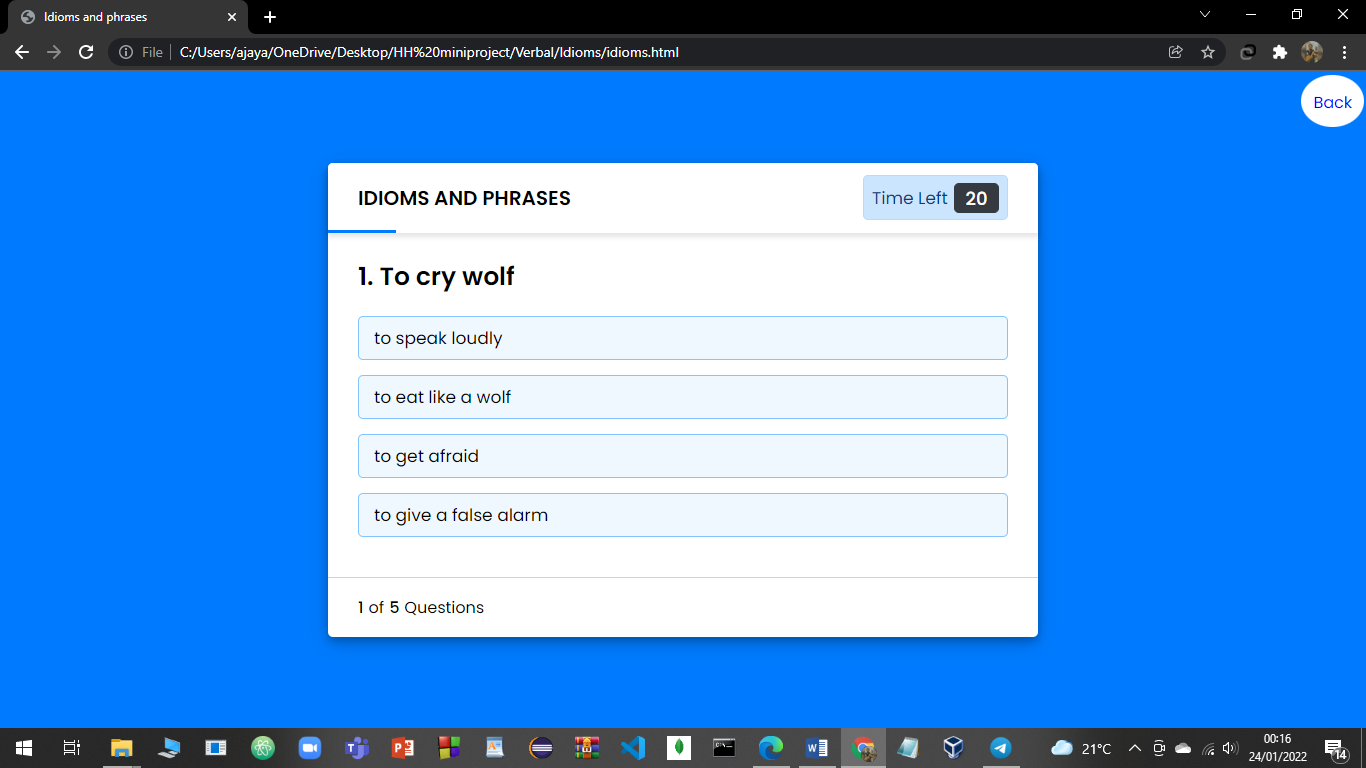 Idioms and phrases
File C:/Users/ajaya/OneDrive/Desktop/HH%20miniproject/Verbal/Idioms/idioms.html
Back
IDIOMS AND PHRASES
Time Left 20
1. To cry wolf
to speak loudly
to eat like a wolf
to get afraid
to give a false alarm
1 of 5 Questions
21°C
00:16
24/01/2022
14